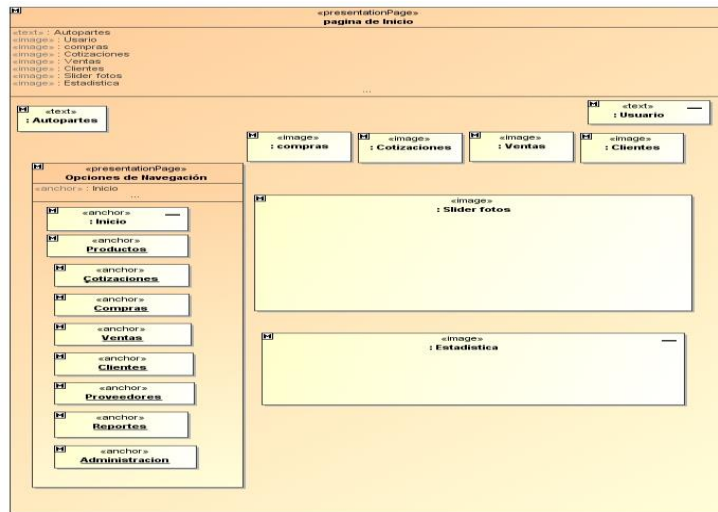 «presentationPage»
pagina de Inicio
«text» : Autopartes
«image» : Usario
«image» : compras
«image» : Cotizaciones
«image» : Ventas
«image» : Clientes
«image» : Slider fotos
«image» : Estadistica
...
«text»
: Autopartes
«text»
: Usuario
«image»
: compras
«image»
: Cotizaciones
«image»
: Ventas
«image»
: Clientes
«presentationPage»
Opciones de Navegación
«anchor» : Inicio
...
«anchor»
: Inicio
«anchor»
Productos
«anchor»
Cotizaciones
«anchor»
Compras
«anchor»
Ventas
«anchor»
Clientes
«anchor»
Proveedores
«anchor»
Reportes
«anchor»
Administracion
«image»
: Slider fotos
«image»
: Estadistica